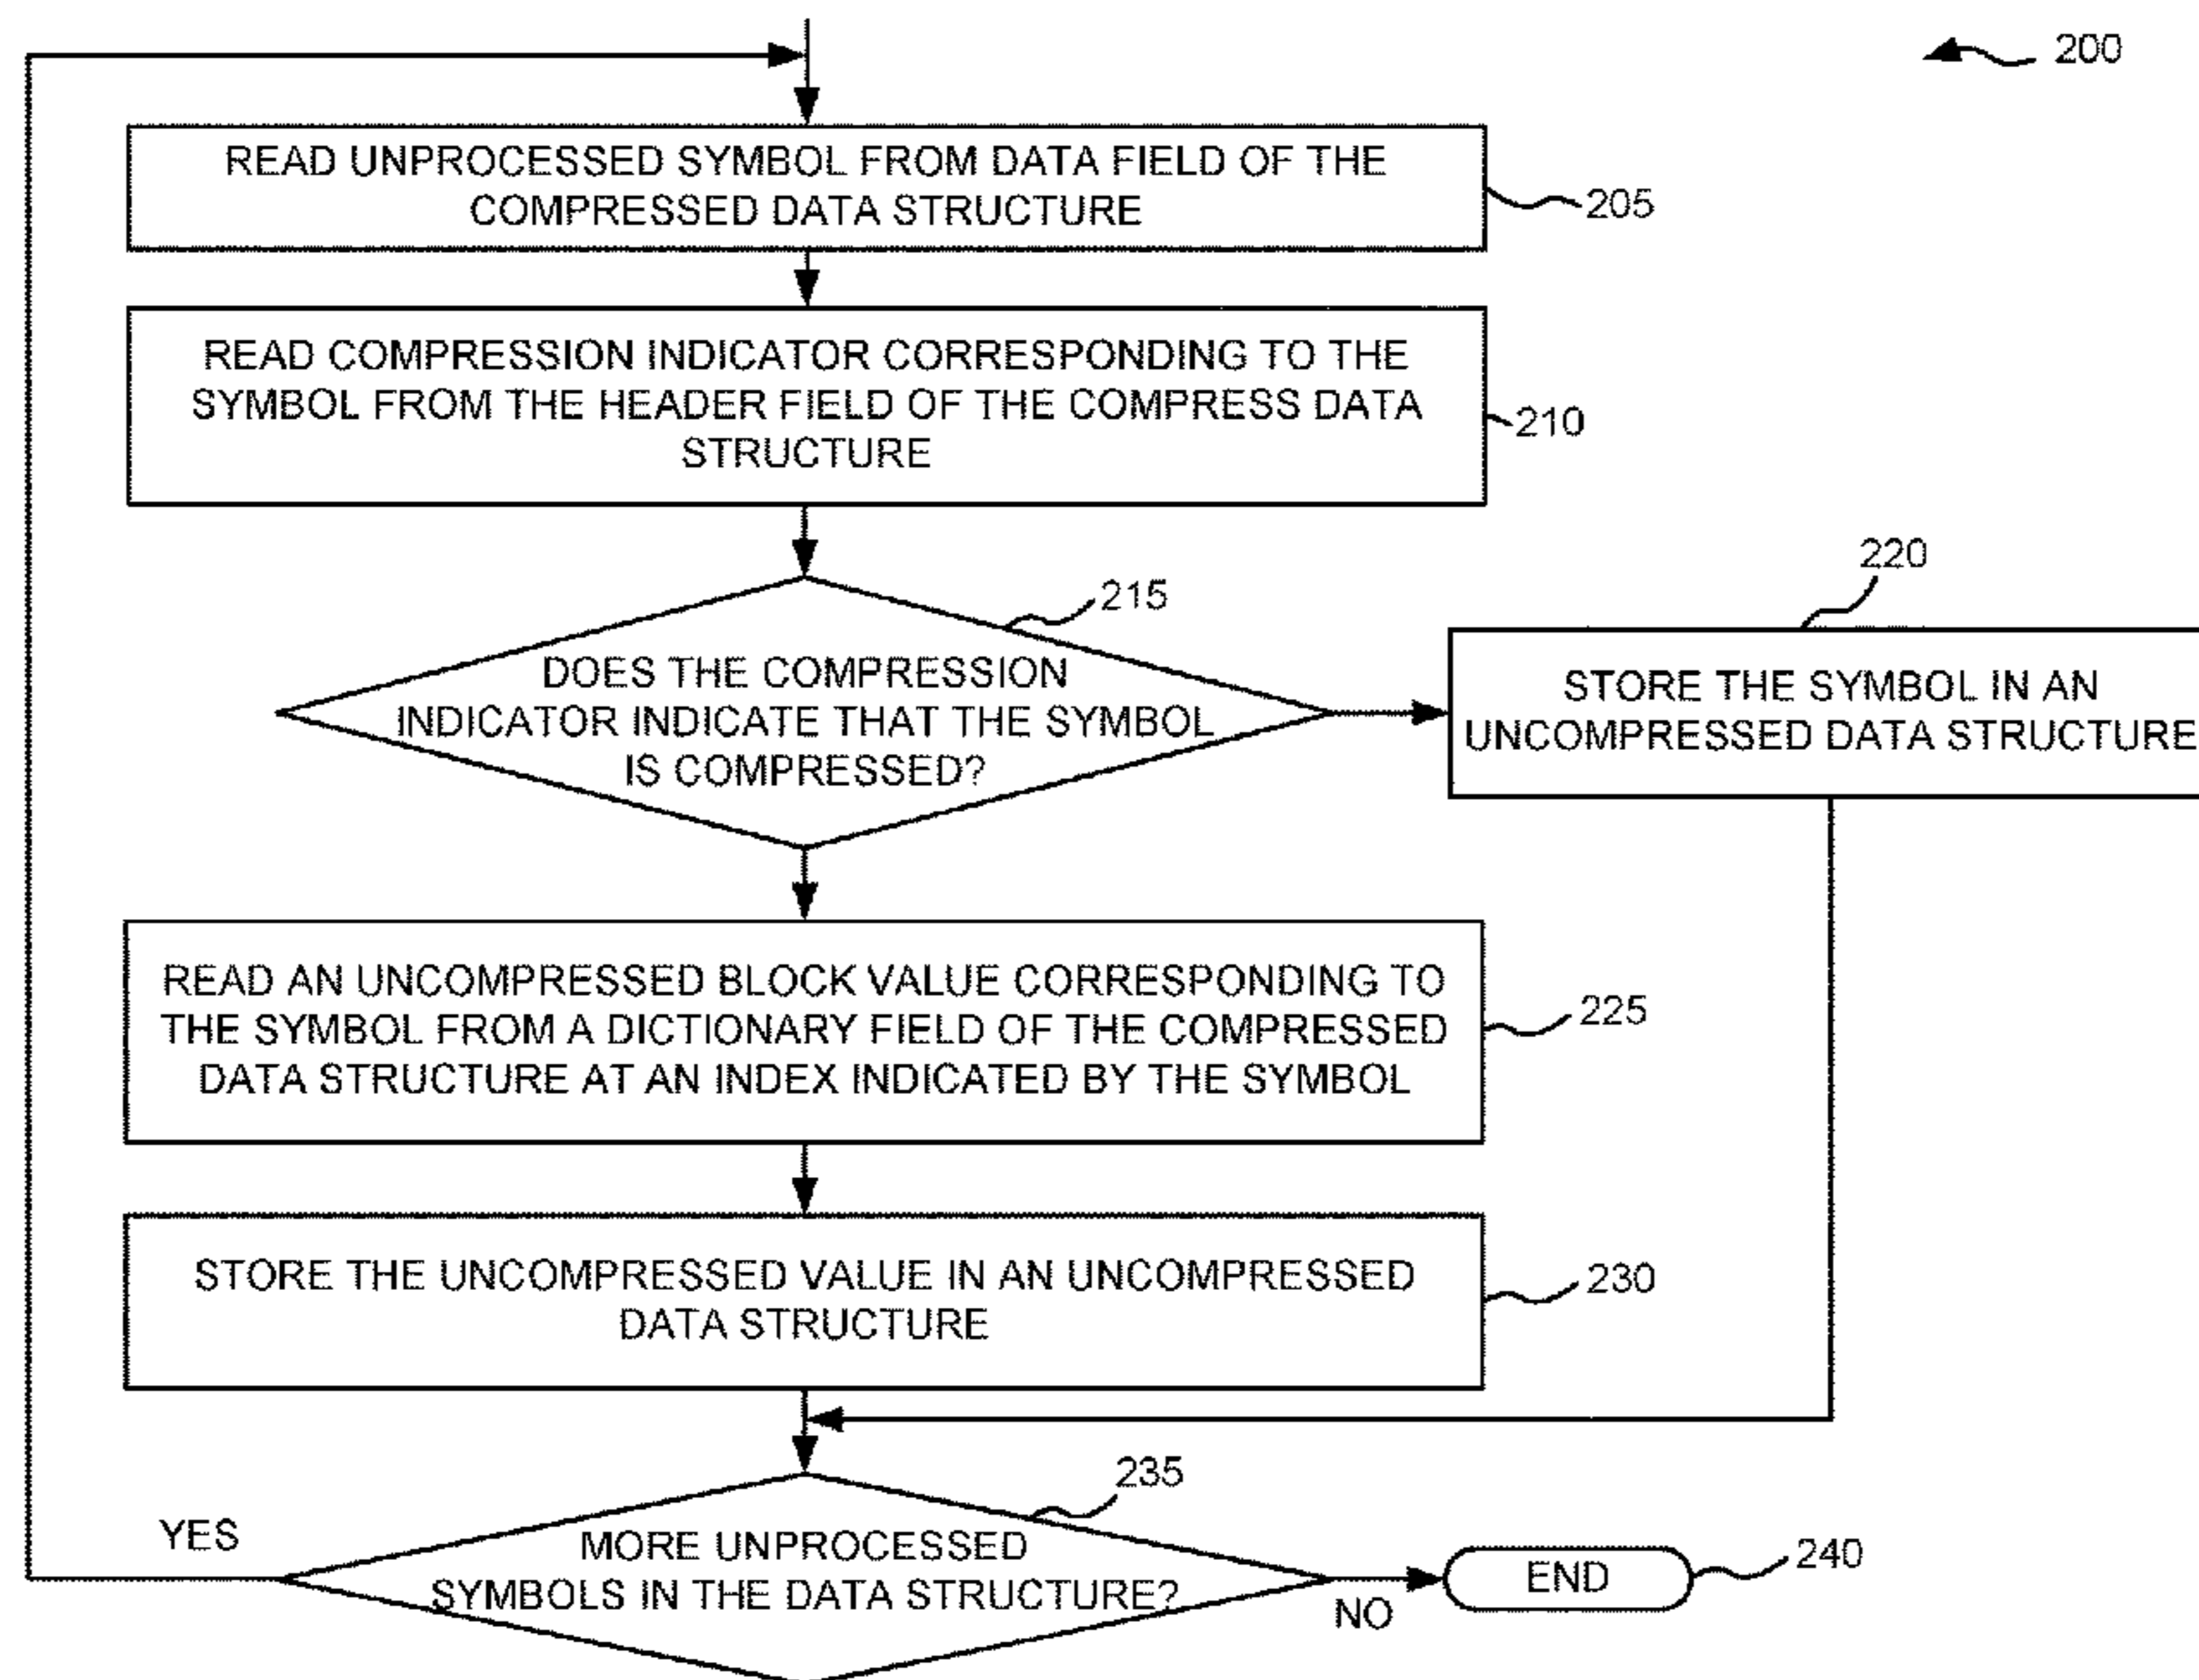 200
READ UNPROCESSED SYMBOL FROM DATA FIELD OF THE
COMPRESSED DATA STRUCTURE
205
READ COMPRESSION INDICATOR CORRESPONDING TO THE
SYMBOL FROM THE HEADER FIELD OF THE COMPRESS DATA
STRUCTURE
210
215
DOES THE COMPRESSION
INDICATOR INDICATE THAT THE SYMBOL
IS COMPRESSED?
220
STORE THE SYMBOL IN AN
UNCOMPRESSED DATA STRUCTURE
READ AN UNCOMPRESSED BLOCK VALUE CORRESPONDING TO
THE SYMBOL FROM A DICTIONARY FIELD OF THE COMPRESSED
DATA STRUCTURE AT AN INDEX INDICATED BY THE SYMBOL
225
STORE THE UNCOMPRESSED VALUE IN AN UNCOMPRESSED
DATA STRUCTURE
230
235
YES
MORE UNPROCESSED
SYMBOLS IN THE DATA STRUCTURE?
NO
END
240